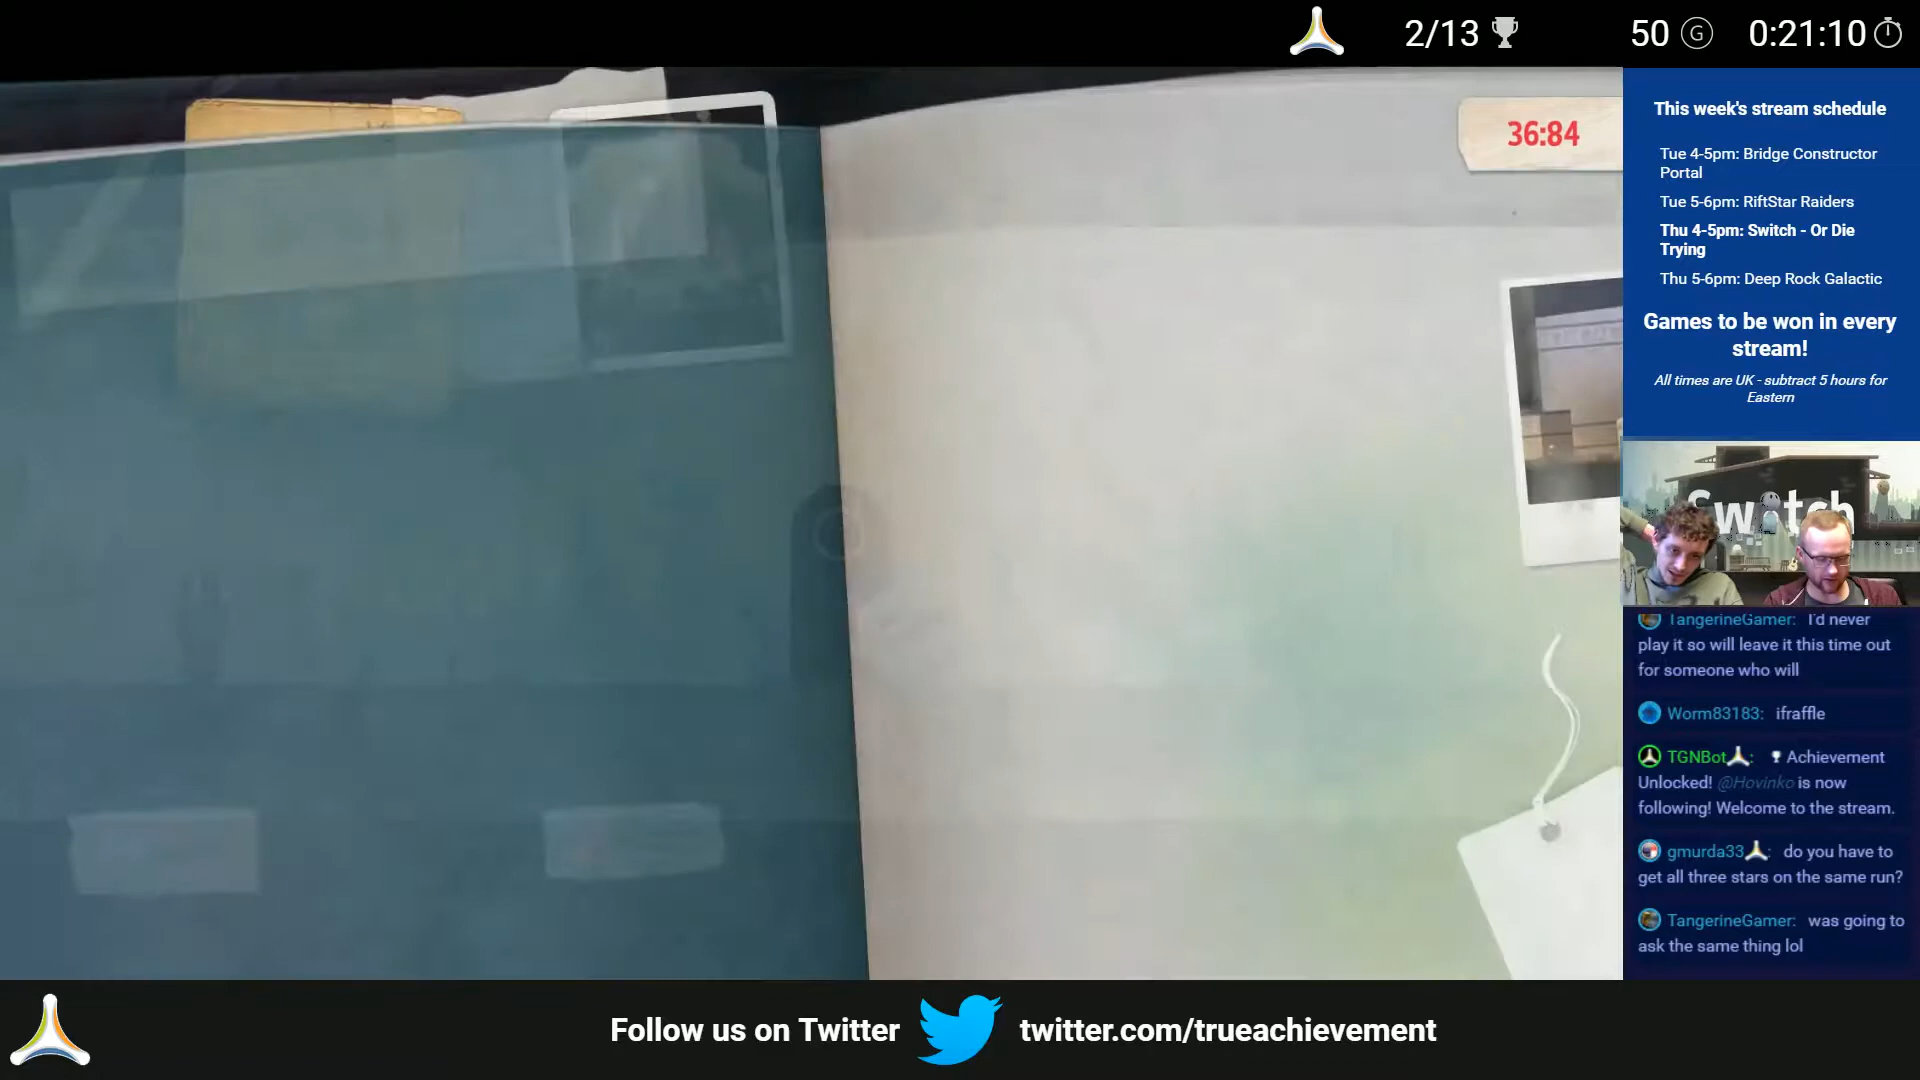 2/13
50 G
0:21:10
36:84
This week's stream schedule
Tue 4-5pm: Bridge Constructor
Portal
Tue 5-6pm: RiftStar Raiders
Thu 4-5pm: Switch - Or Die
Trying
Thu 5-6pm: Deep Rock Galactic
Games to be won in every
stream!
All times are UK - subtract 5 hours for
Eastern
Switch
TangerineGamer: I'd never
play it so will leave it this time out
for someone who will
Worm83183: ifraffle
TGNBot: Achievement
Unlocked! @Hovinko is now
following! Welcome to the stream.
gmurda33: do you have to
get all three stars on the same run?
TangerineGamer: was going to
ask the same thing lol
Follow us on Twitter twitter.com/trueachievement